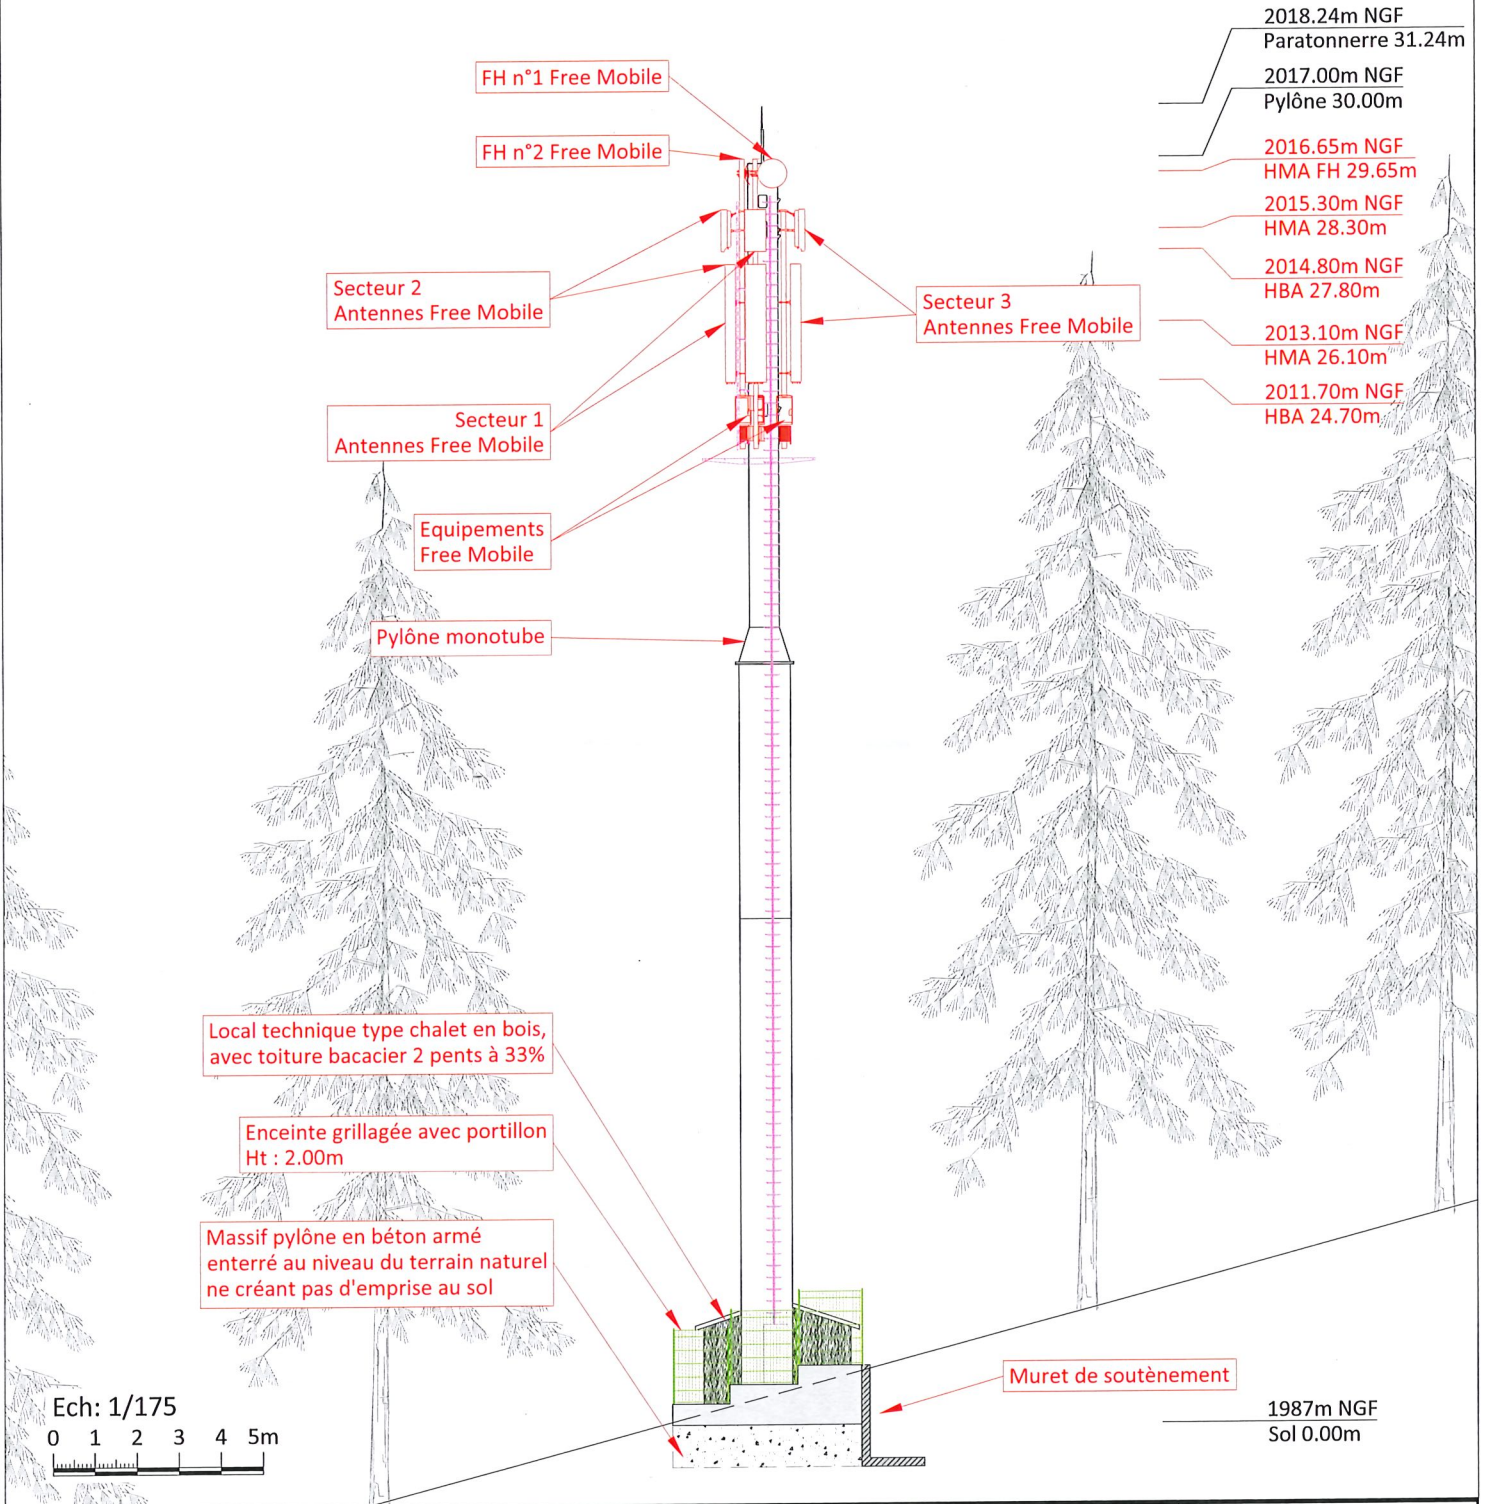 2018.24m NGF
Paratonnerre 31.24m
2017.00m NGF
Pylône 30.00m
2016.65m NGF
HMA FH 29.65m
2015.30m NGF
HMA 28.30m
2014.80m NGF
HBA 27.80m
2013.10m NGF
HMA 26.10m
2011.70m NGF
HBA 24.70m
FH n°1 Free Mobile
FH n°2 Free Mobile
Secteur 2
Antennes Free Mobile
Secteur 3
Antennes Free Mobile
Secteur 1
Antennes Free Mobile
Equipements
Free Mobile
Pylône monotube
Local technique type chalet en bois,
avec toiture bacacier 2 pents à 33%
Enceinte grillagée avec portillon
Ht : 2.00m
Massif pylône en béton armé
enterré au niveau du terrain naturel
ne créant pas d'emprise au sol
Muret de soutènement
1987m NGF
Sol 0.00m
Ech: 1/175
0 1 2 3 4 5m